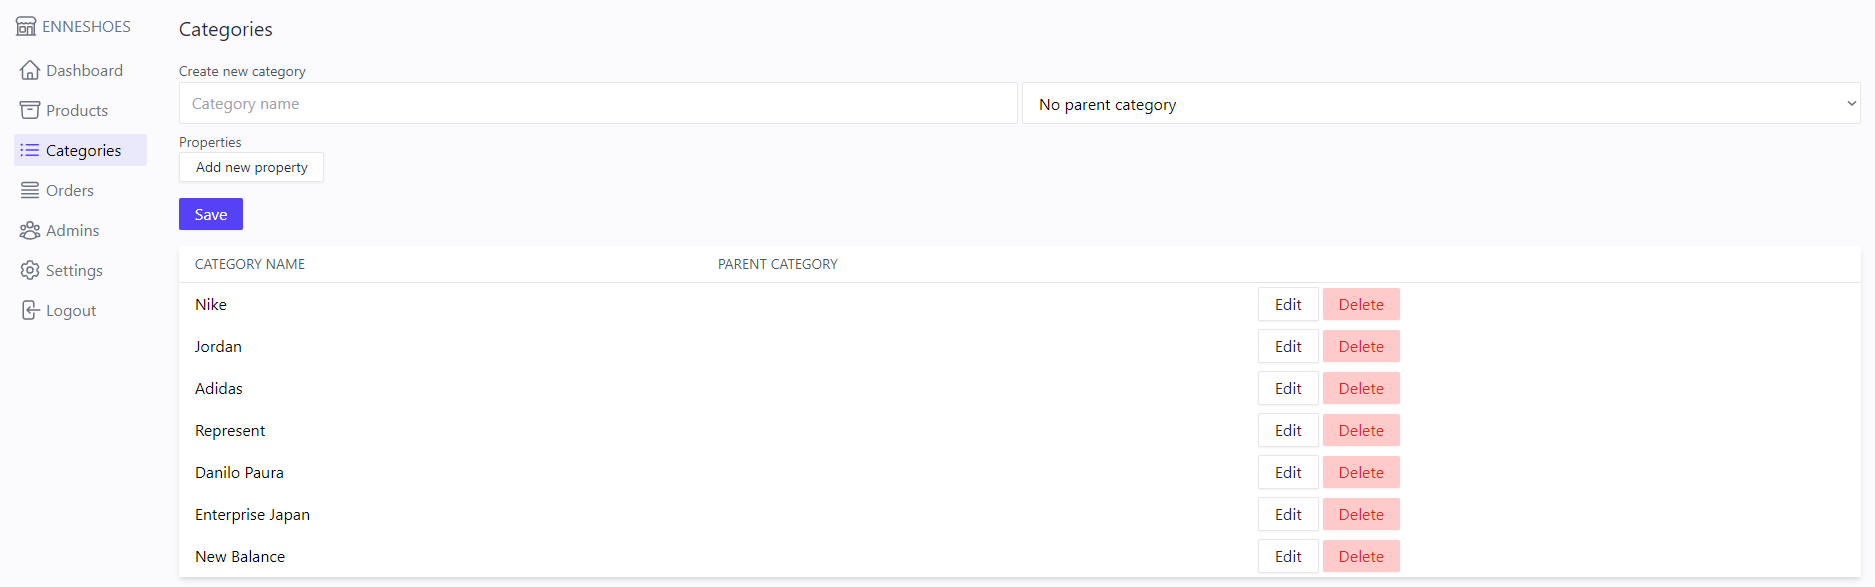 ENNESHOES
Dashboard
Products
Categories
Orders
Admins
Settings
Logout
Categories
Create new category
Category name
No parent category
Properties
Add new property
Save
CATEGORY NAME PARENT CATEGORY
Nike Edit Delete
Jordan Edit Delete
Adidas Edit Delete
Represent Edit Delete
Danilo Paura Edit Delete
Enterprise Japan Edit Delete
New Balance Edit Delete